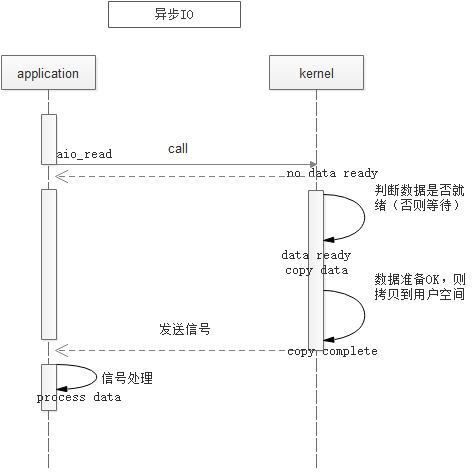 异步IO
application
kernel
aio_read
call
no data ready
判断数据是否就
绪（否则等待）
data ready
copy data
数据准备OK，则
拷贝到用户空间
发送信号
copy complete
信号处理
process data